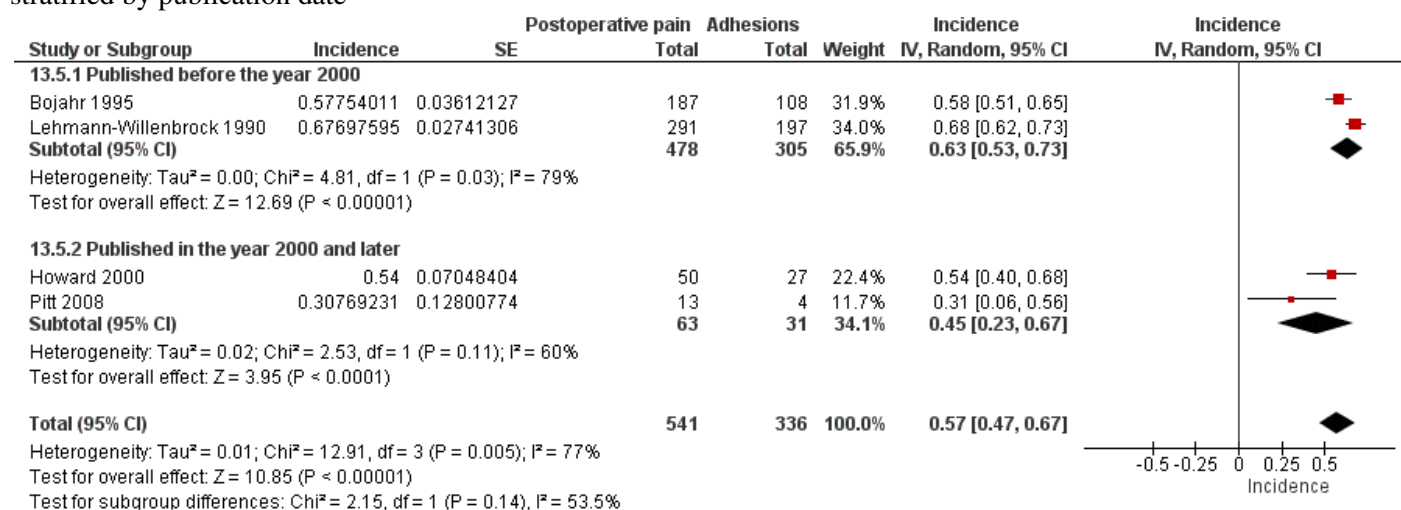 stratified by publication date
Postoperative pain Adhesions Incidence Incidence
Study or Subgroup Incidence SE Total Total Weight IV, Random, 95% CI IV, Random, 95% CI
13.5.1 Published before the year 2000
Bojahr 1995 0.57754011 0.03612127 187 108 31.9% 0.58 [0.51, 0.65]
Lehmann-Willenbrock 1990 0.67697595 0.02741306 291 197 34.0% 0.68 [0.62, 0.73]
Subtotal (95% CI) 478 305 65.9% 0.63 [0.53, 0.73]
Heterogeneity: Tau² = 0.00; Chi² = 4.81, df = 1 (P = 0.03); I² = 79%
Test for overall effect: Z = 12.69 (P < 0.00001)
13.5.2 Published in the year 2000 and later
Howard 2000 0.54 0.07048404 50 27 22.4% 0.54 [0.40, 0.68]
Pitt 2008 0.30769231 0.12800774 13 4 11.7% 0.31 [0.06, 0.56]
Subtotal (95% CI) 63 31 34.1% 0.45 [0.23, 0.67]
Heterogeneity: Tau² = 0.02; Chi² = 2.53, df = 1 (P = 0.11); I² = 60%
Test for overall effect: Z = 3.95 (P < 0.0001)
Total (95% CI) 541 336 100.0% 0.57 [0.47, 0.67]
Heterogeneity: Tau² = 0.01; Chi² = 12.91, df = 3 (P = 0.005); I² = 77%
Test for overall effect: Z = 10.85 (P < 0.00001)
Test for subgroup differences: Chi² = 2.15, df = 1 (P = 0.14), I² = 53.5%
-0.5 -0.25 0 0.25 0.5
Incidence